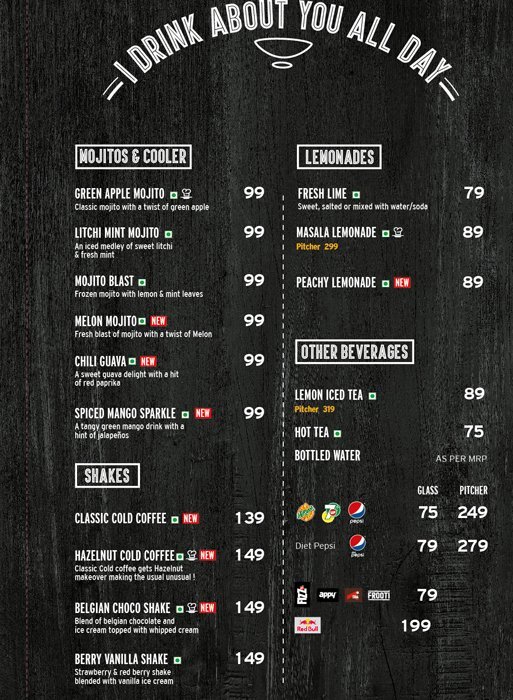 I DRINK ABOUT YOU ALL DAY
MOJITOS & COOLER
GREEN APPLE MOJITO 99
Classic mojito with a twist of green apple
LITCHI MINT MOJITO 99
An iced medley of sweet litchi
& fresh mint
MOJITO BLAST 99
Frozen mojito with lemon & mint leaves
MELON MOJITO NEW 99
Fresh blast of mojito with a twist of Melon
CHILI GUAVA NEW 99
A sweet guava delight with a hit
of red paprika
SPICED MANGO SPARKLE NEW 99
A tangy green mango drink with a
hint of jalapeños
SHAKES
CLASSIC COLD COFFEE NEW 139
HAZELNUT COLD COFFEE NEW 149
Classic Cold coffee gets Hazelnut
makeover making the usual unusual !
BELGIAN CHOCO SHAKE NEW 149
Blend of belgian chocolate and
ice cream topped with whipped cream
BERRY VANILLA SHAKE 149
Strawberry & red berry shake
blended with vanilla ice cream
LEMONADES
FRESH LIME 79
Sweet, salted or mixed with water/soda
MASALA LEMONADE 89
Pitcher 299
PEACHY LEMONADE NEW 89
OTHER BEVERAGES
LEMON ICED TEA 89
Pitcher 319
HOT TEA 75
BOTTLED WATER AS PER MRP
GLASS PITCHER
7 pepsi 75 249
Diet Pepsi pepsi 79 279
appy FROOTI 79
Red Bull 199